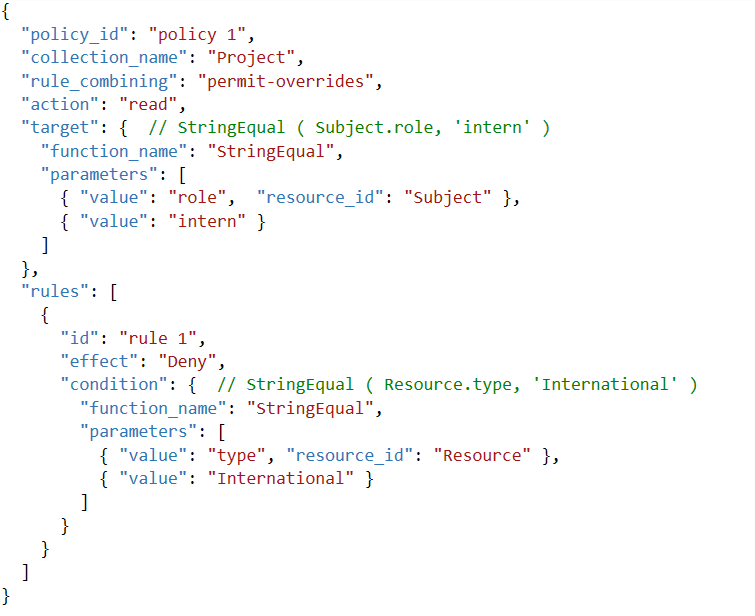 {
  "policy_id": "policy 1",
  "collection_name": "Project",
  "rule_combining": "permit-overrides",
  "action": "read",
  "target": {  // StringEqual ( Subject.role, 'intern' )
    "function_name": "StringEqual",
    "parameters": [
      { "value": "role",  "resource_id": "Subject" },
      { "value": "intern" }
    ]
  },
  "rules": [
    {
      "id": "rule 1",
      "effect": "Deny",
      "condition": {  // StringEqual ( Resource.type, 'International' )
        "function_name": "StringEqual",
        "parameters": [
          { "value": "type", "resource_id": "Resource" },
          { "value": "International" }
        ]
      }
    }
  ]
}